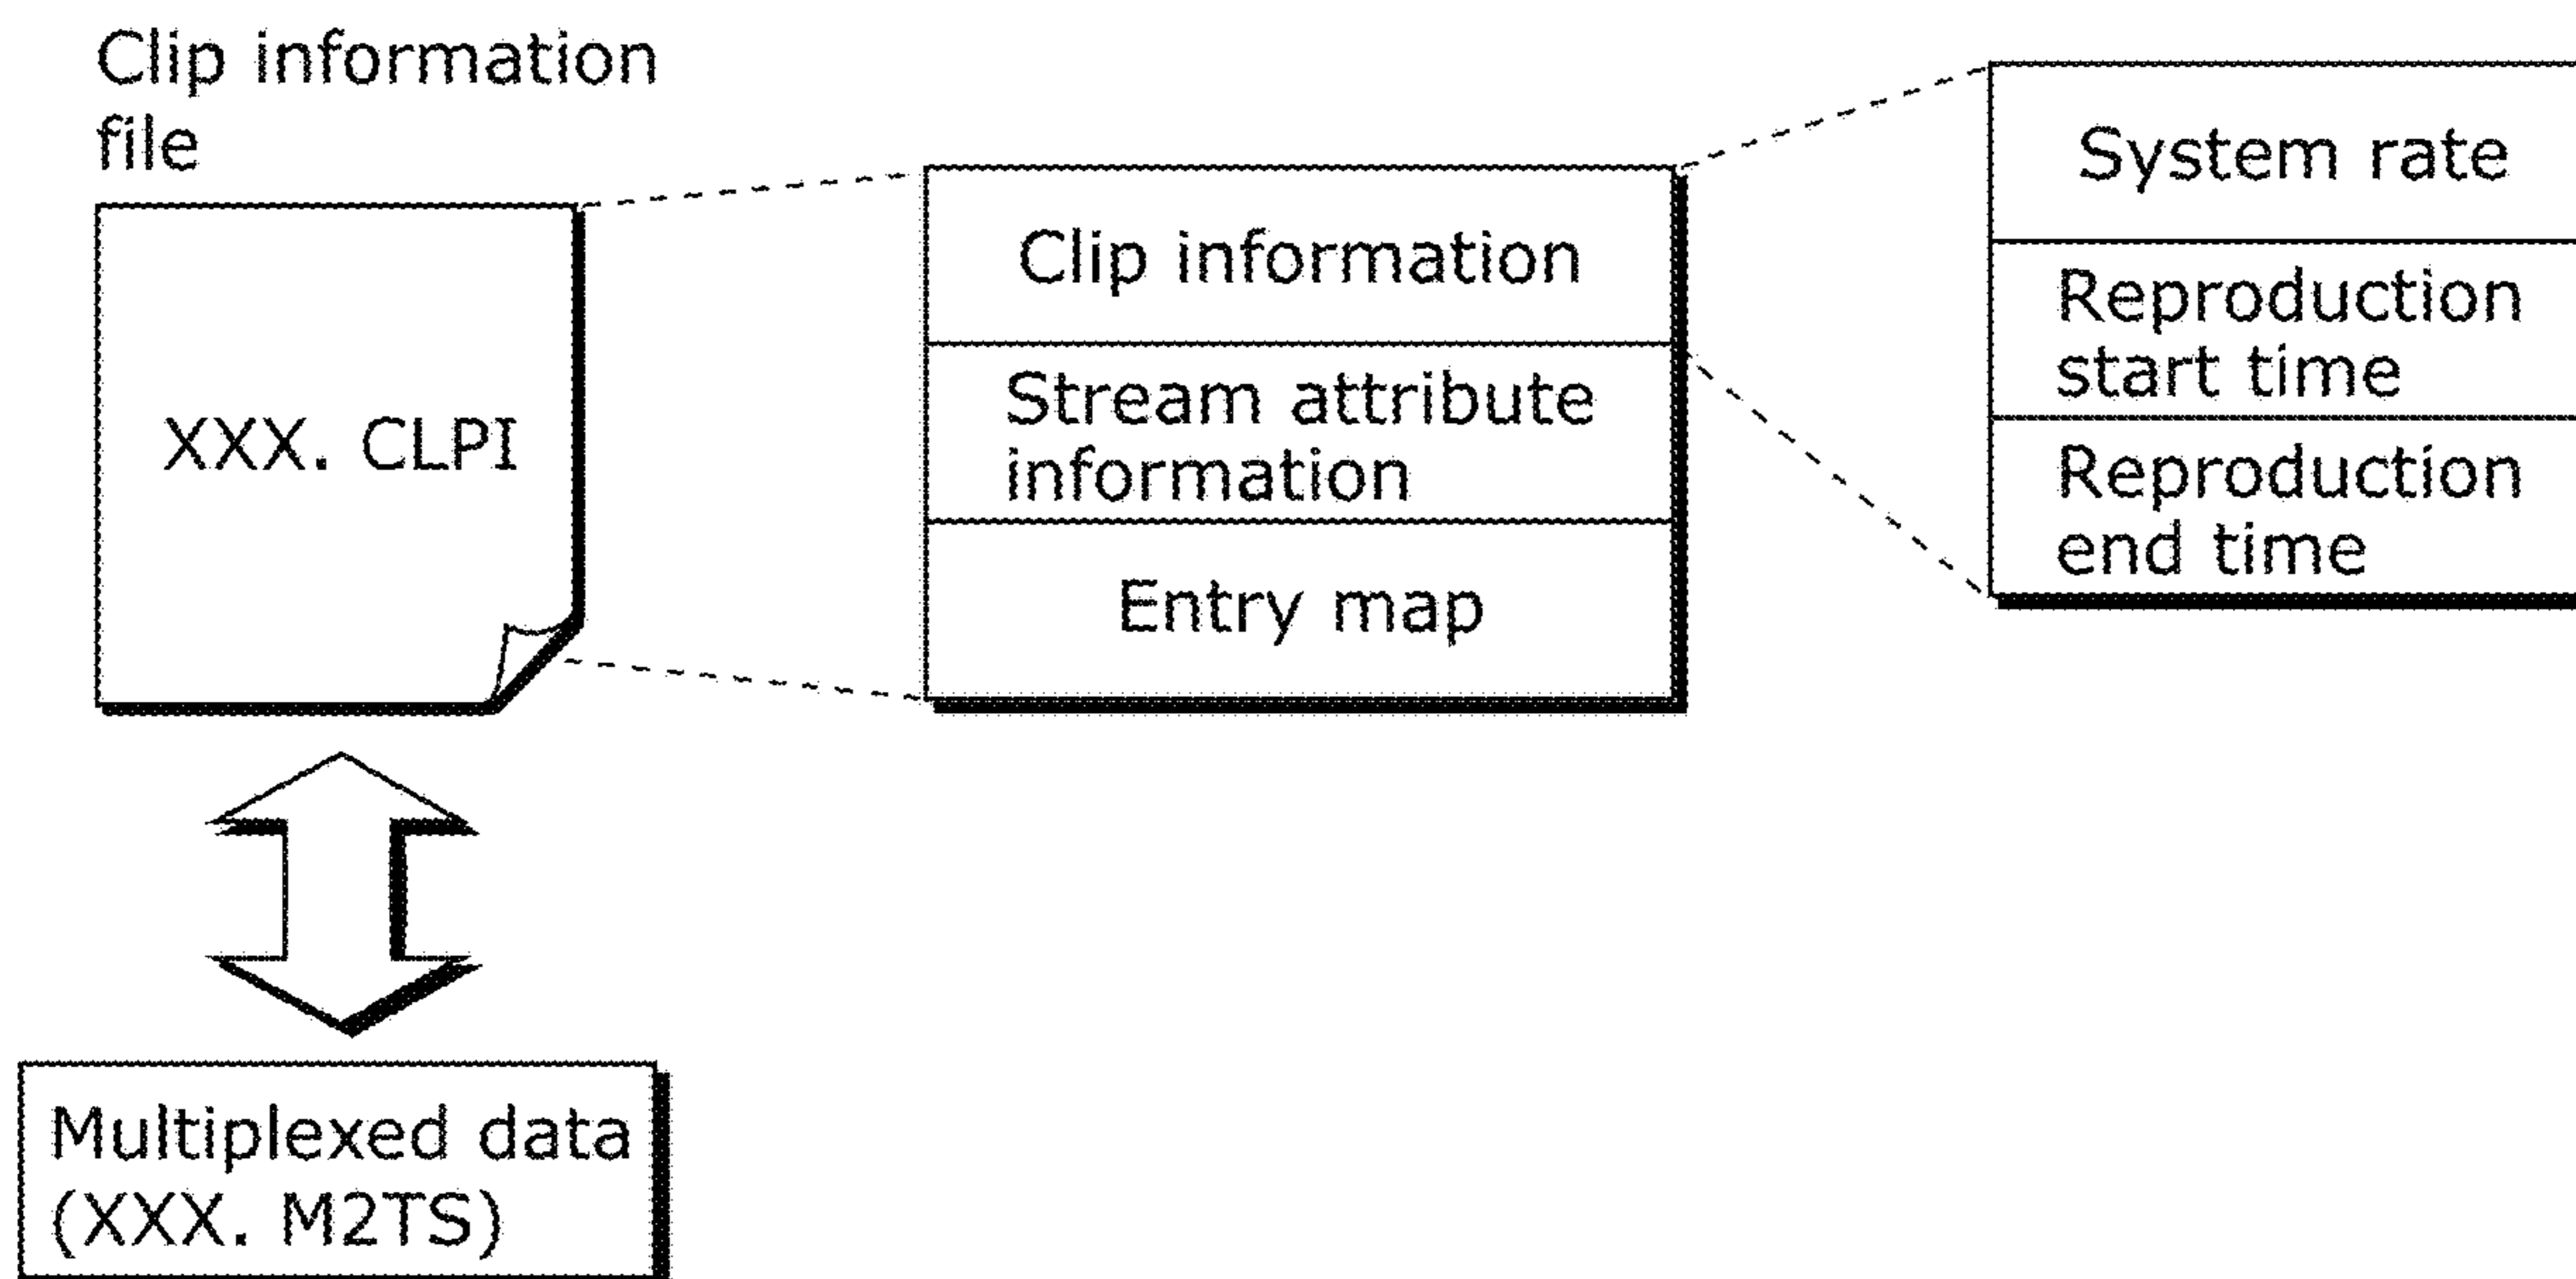 Clip information
file
XXX. CLPI
Clip information
Stream attribute
information
Entry map
System rate
Reproduction
start time
Reproduction
end time
Multiplexed data
(XXX. M2TS)